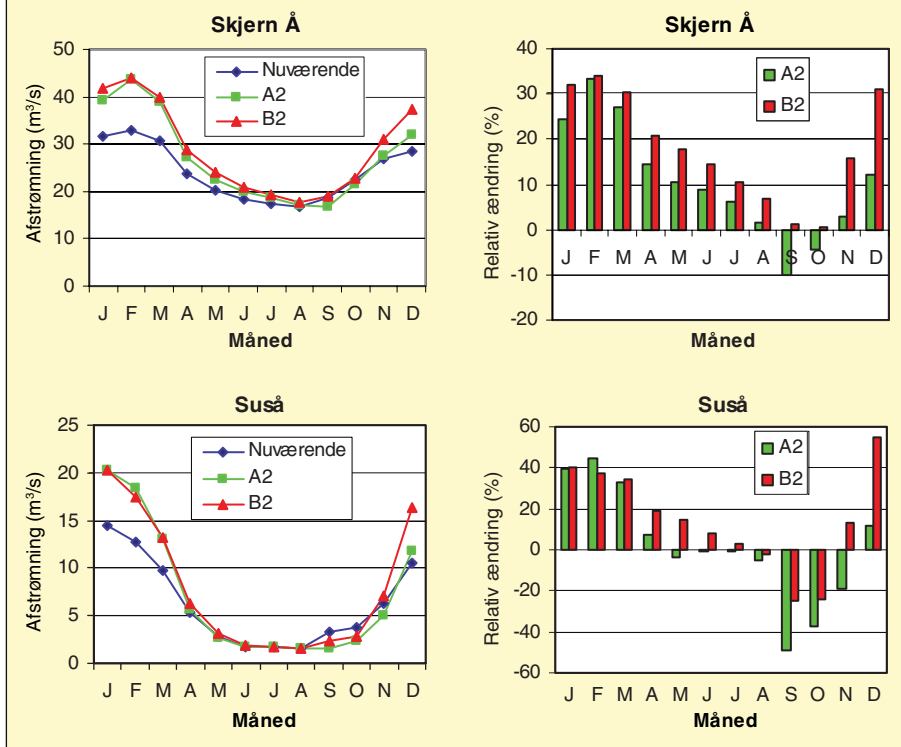 Skjern Å
Afstrømning (m³/s)
50
40
30
20
10
0
Nuværende
A2
B2
J F M A M J J A S O N D
Måned
Skjern Å
Relativ ændring (%)
40
30
20
10
0
-10
-20
A2
B2
J F M A M J J A S O N D
Måned
Suså
Afstrømning (m³/s)
25
20
15
10
5
0
Nuværende
A2
B2
J F M A M J J A S O N D
Måned
Suså
Relativ ændring (%)
60
40
20
0
-20
-40
-60
A2
B2
J F M A M J J A S O N D
Måned